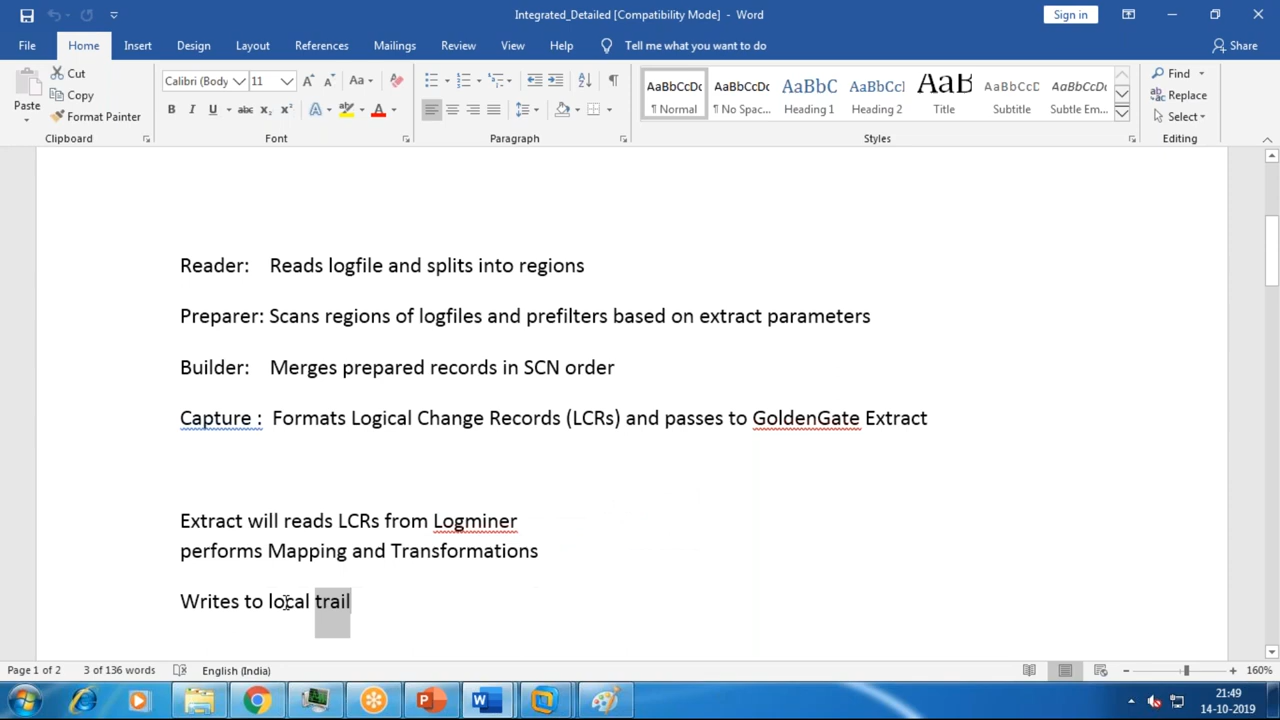 Integrated_Detailed [Compatibility Mode] - Word
Sign in
File Home Insert Design Layout References Mailings Review View Help Tell me what you want to do Share
Paste Cut Copy Format Painter
Clipboard
Calibri (Body 11
Font
Paragraph
AaBbCcDc AaBbCcDc AaBbC AaBbCcI AaB AaBbCcD AaBbCcDc
¶ Normal ¶ No Spac... Heading 1 Heading 2 Title Subtitle Subtle Em...
Styles
Find Replace Select
Editing
Reader: Reads logfile and splits into regions
Preparer: Scans regions of logfiles and prefilters based on extract parameters
Builder: Merges prepared records in SCN order
Capture : Formats Logical Change Records (LCRs) and passes to GoldenGate Extract
Extract will reads LCRs from Logminer
performs Mapping and Transformations
Writes to local trail
Page 1 of 2 3 of 136 words English (India) 160%
21:49
14-10-2019